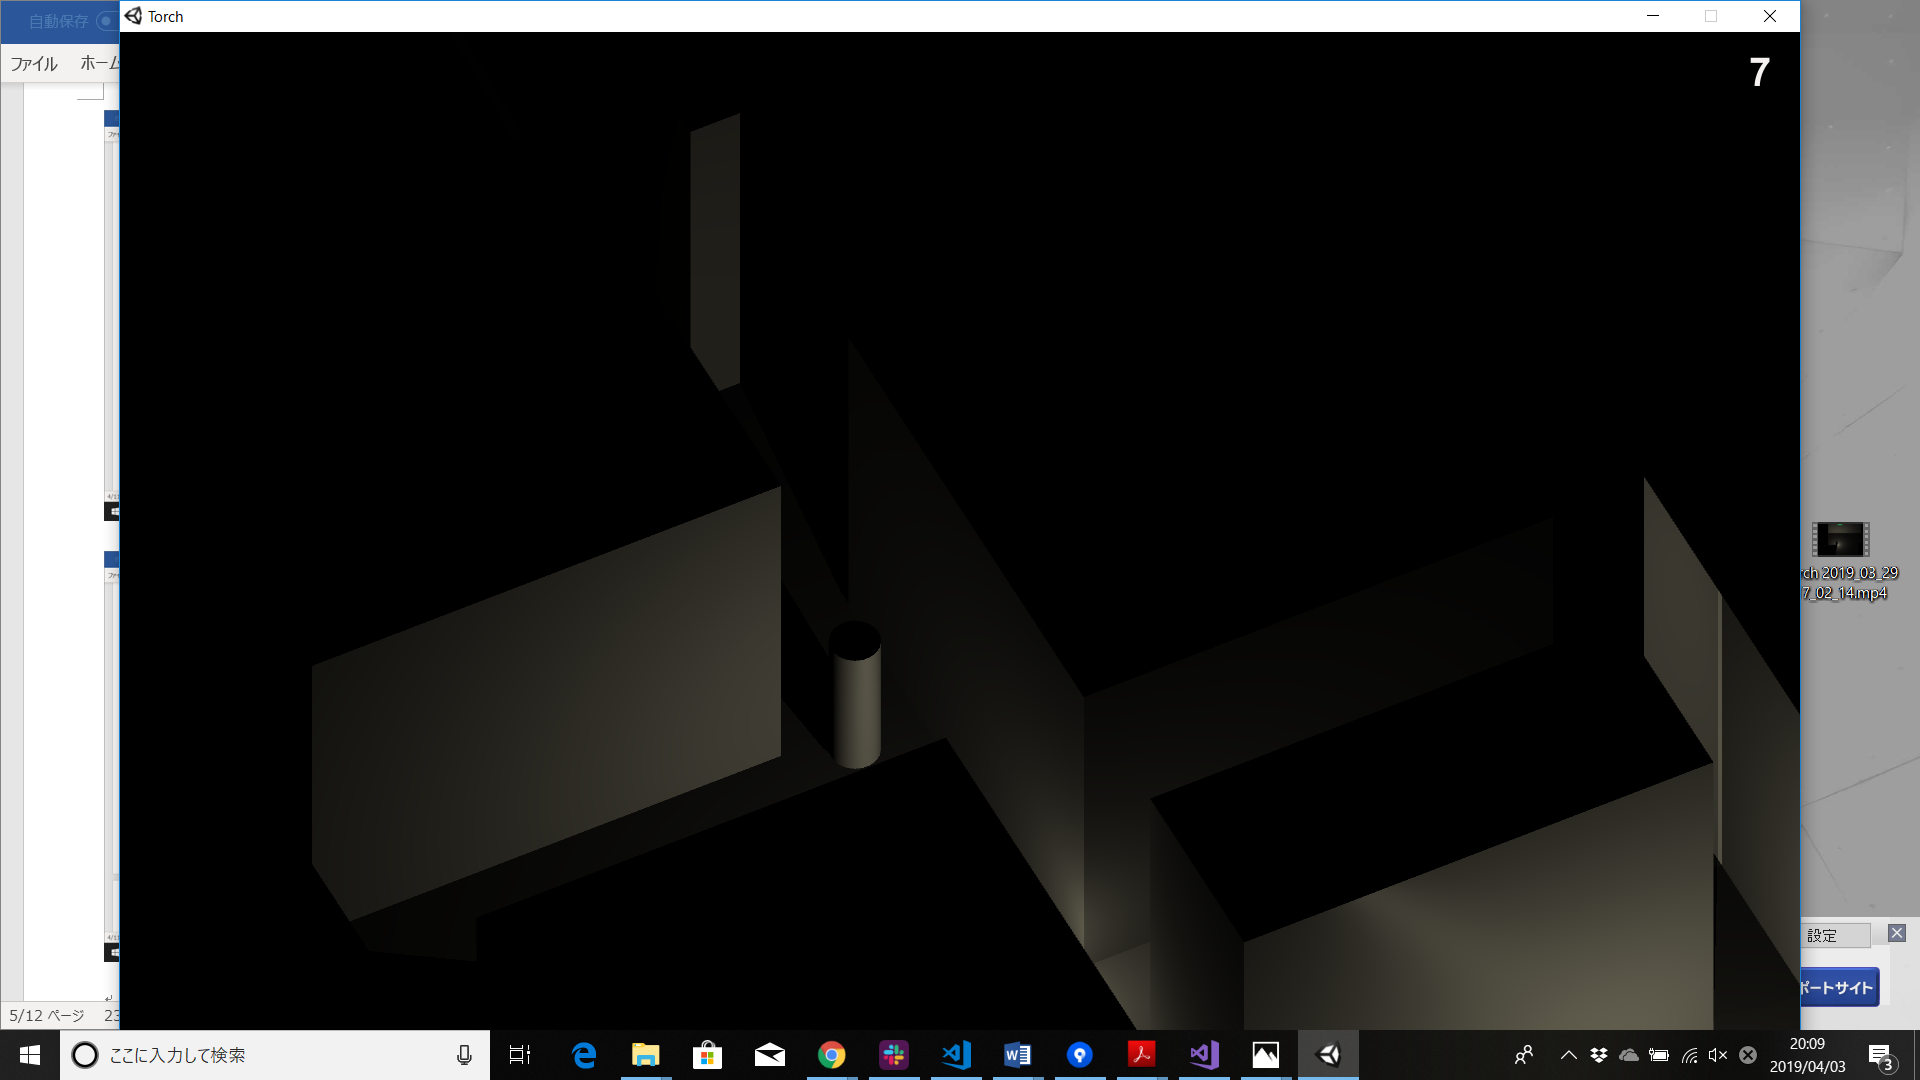 自動保存
Torch
7
ファイル
ホーム
rch 2019_03_29
7_02_14.mp4
設定
ポートサイト
5/12 ページ
23
ここに入力して検索
20:09
2019/04/03
3